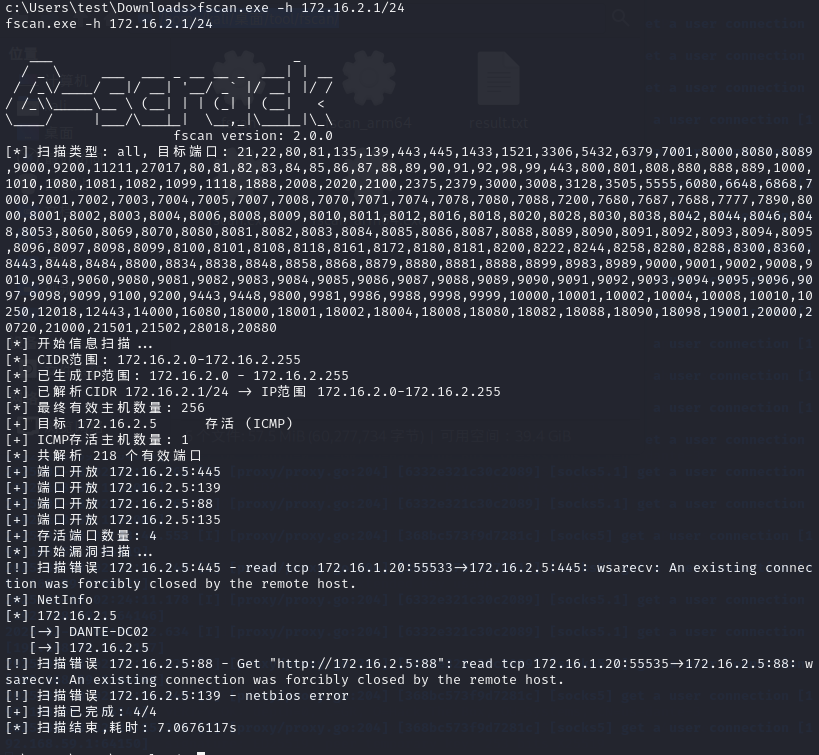 c:\Users\test\Downloads>fscan.exe -h 172.16.2.1/24
fscan.exe -h 172.16.2.1/24
fscan version: 2.0.0
[*] 扫描类型: all, 目标端口: 21,22,80,81,135,139,443,445,1433,1521,3306,5432,6379,7001,8000,8080,8089
,9000,9200,11211,27017,80,81,82,83,84,85,86,87,88,89,90,91,92,98,99,443,800,801,808,880,888,889,1000,
1010,1080,1081,1082,1099,1118,1888,2008,2020,2100,2375,2379,3000,3008,3128,3505,5555,6080,6648,6868,7
000,7001,7002,7003,7004,7005,7007,7008,7070,7071,7074,7078,7080,7088,7200,7680,7687,7688,7777,7890,80
00,8001,8002,8003,8004,8006,8008,8009,8010,8011,8012,8016,8018,8020,8028,8030,8038,8042,8044,8046,804
8,8053,8060,8069,8070,8080,8081,8082,8083,8084,8085,8086,8087,8088,8089,8090,8091,8092,8093,8094,8095
,8096,8097,8098,8099,8100,8101,8108,8118,8161,8172,8180,8181,8200,8222,8244,8258,8280,8288,8300,8360,
8443,8448,8484,8800,8834,8838,8848,8858,8868,8879,8880,8881,8888,8899,8983,8989,9000,9001,9002,9008,9
010,9043,9060,9080,9081,9082,9083,9084,9085,9086,9087,9088,9089,9090,9091,9092,9093,9094,9095,9096,90
97,9098,9099,9100,9200,9443,9448,9800,9981,9986,9988,9998,9999,10000,10001,10002,10004,10008,10010,10
250,12018,12443,14000,16080,18000,18001,18002,18004,18008,18080,18082,18088,18090,18098,19001,20000,2
0720,21000,21501,21502,28018,20880
[*] 开始信息扫描...
[*] CIDR范围: 172.16.2.0-172.16.2.255
[*] 已生成IP范围: 172.16.2.0 - 172.16.2.255
[*] 已解析CIDR 172.16.2.1/24 -> IP范围 172.16.2.0-172.16.2.255
[*] 最终有效主机数量: 256
[+] 目标 172.16.2.5 存活 (ICMP)
[+] ICMP存活主机数量: 1
[*] 共解析 218 个有效端口
[+] 端口开放 172.16.2.5:445
[+] 端口开放 172.16.2.5:139
[+] 端口开放 172.16.2.5:88
[+] 端口开放 172.16.2.5:135
[+] 存活端口数量: 4
[*] 开始漏洞扫描...
[!] 扫描错误 172.16.2.5:445 - read tcp 172.16.1.20:55533->172.16.2.5:445: wsarecv: An existing connec
tion was forcibly closed by the remote host.
[*] NetInfo
[*] 172.16.2.5
[->] DANTE-DC02
[->] 172.16.2.5
[!] 扫描错误 172.16.2.5:88 - Get "http://172.16.2.5:88": read tcp 172.16.1.20:55535->172.16.2.5:88: w
sarecv: An existing connection was forcibly closed by the remote host.
[!] 扫描错误 172.16.2.5:139 - netbios error
[+] 扫描已完成: 4/4
[*] 扫描结束,耗时: 7.0676117s